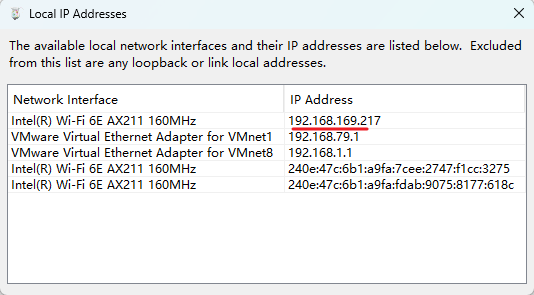 Local IP Addresses
The available local network interfaces and their IP addresses are listed below.  Excluded
from this list are any loopback or link local addresses.
Network Interface IP Address
Intel(R) Wi-Fi 6E AX211 160MHz 192.168.169.217
VMware Virtual Ethernet Adapter for VMnet1 192.168.79.1
VMware Virtual Ethernet Adapter for VMnet8 192.168.1.1
Intel(R) Wi-Fi 6E AX211 160MHz 240e:47c:6b1:a9fa:7cee:2747:f1cc:3275
Intel(R) Wi-Fi 6E AX211 160MHz 240e:47c:6b1:a9fa:fdab:9075:8177:618c